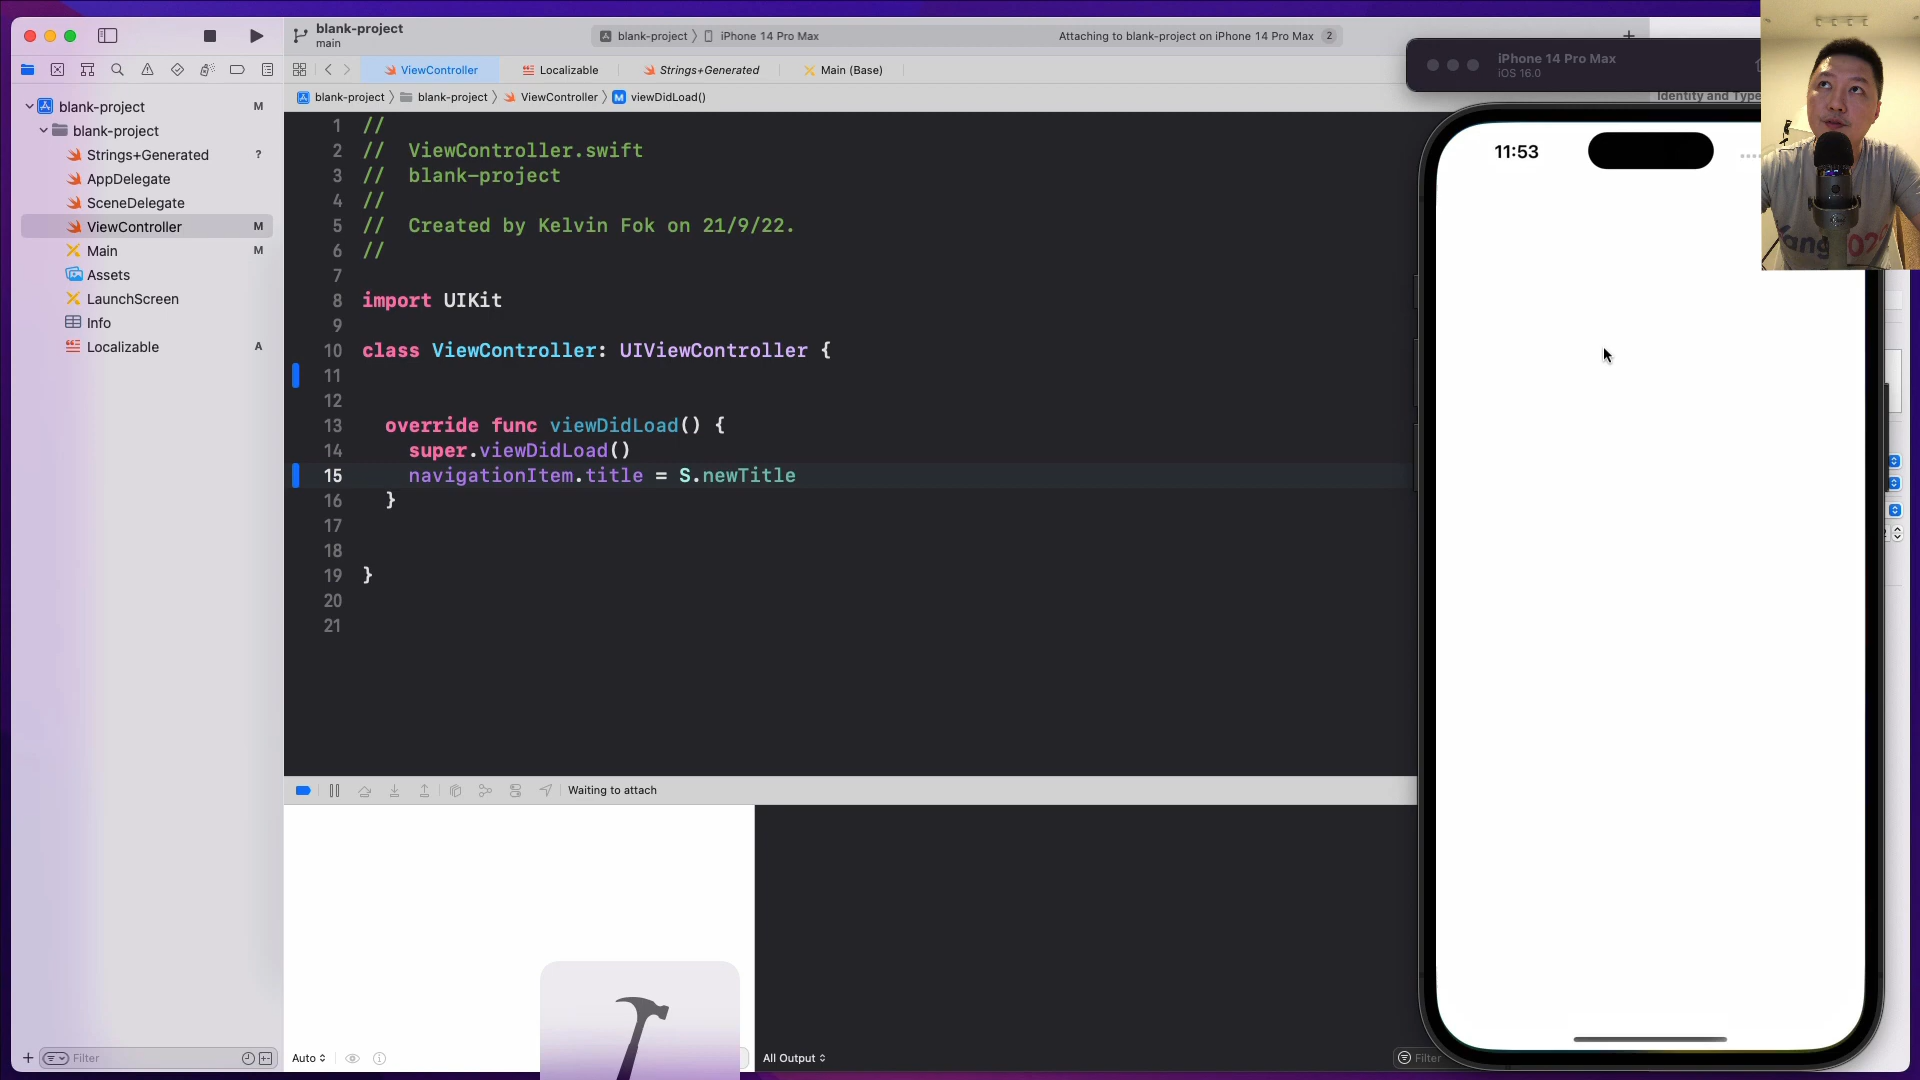 blank-project
main
blank-project
iPhone 14 Pro Max
Attaching to blank-project on iPhone 14 Pro Max
2
ViewController
Localizable
Strings+Generated
Main (Base)
blank-project
blank-project
ViewController
M
viewDidLoad()
blank-project
M
blank-project
Strings+Generated
?
AppDelegate
SceneDelegate
ViewController
M
Main
M
Assets
LaunchScreen
Info
Localizable
A
Filter
1 //
2 // ViewController.swift
3 // blank-project
4 //
5 // Created by Kelvin Fok on 21/9/22.
6 //
7
8 import UIKit
9
10 class ViewController: UIViewController {
11
12
13 override func viewDidLoad() {
14 super.viewDidLoad()
15 navigationItem.title = S.newTitle
16 }
17
18
19 }
20
21
Waiting to attach
Auto
All Output
Filter
iPhone 14 Pro Max
iOS 16.0
11:53